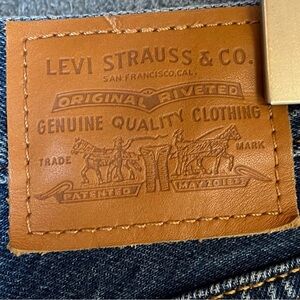 LEVI STRAUSS & CO.
SAN FRANCISCO, CAL.
ORIGINAL RIVETED
GENUINE QUALITY CLOTHING
TRADE MARK
PATENTED MAY 20 1873